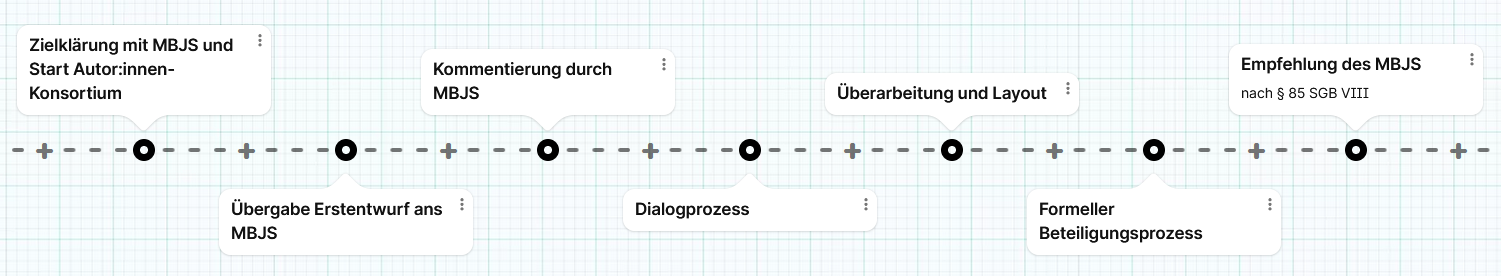 Zielklärung mit MBJS und
Start Autor:innen-
Konsortium
Übergabe Erstentwurf ans
MBJS
Kommentierung durch
MBJS
Dialogprozess
Überarbeitung und Layout
Formeller
Beteiligungsprozess
Empfehlung des MBJS
nach § 85 SGB VIII